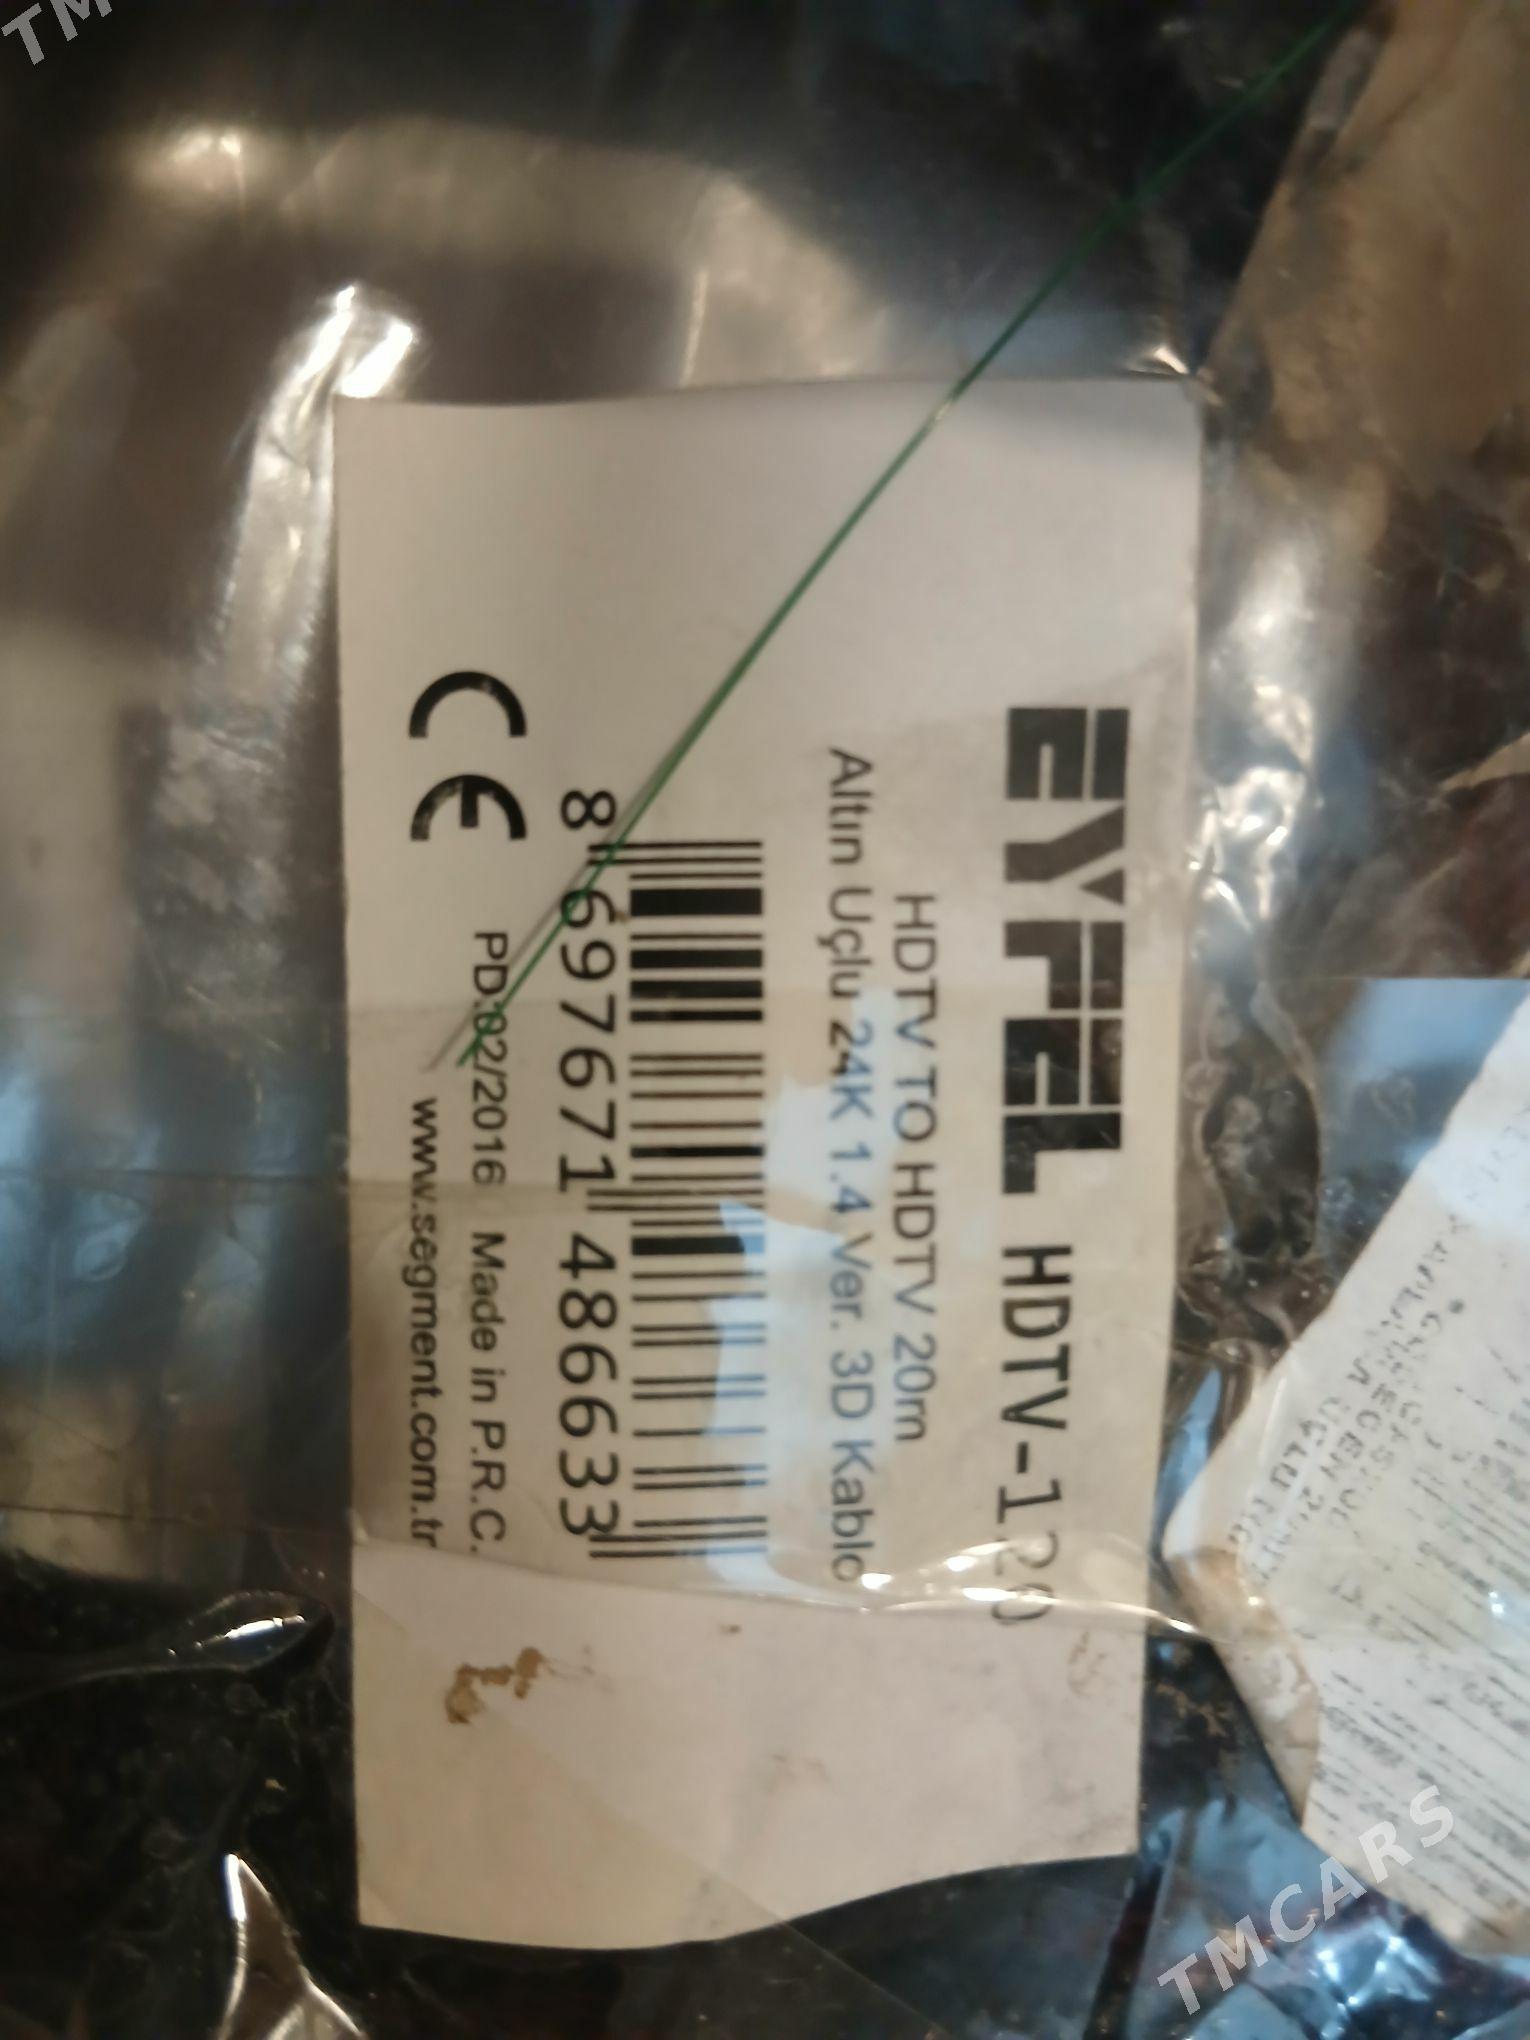 EYFEL HDTV-120
HDTV TO HDTV 20m
Altın Uçlu 24K 1.4 Ver. 3D Kablo
8 697671 486633
CE PD:02/2016 Made in P.R.C.
www.segment.com.tr
TMCARS
TM